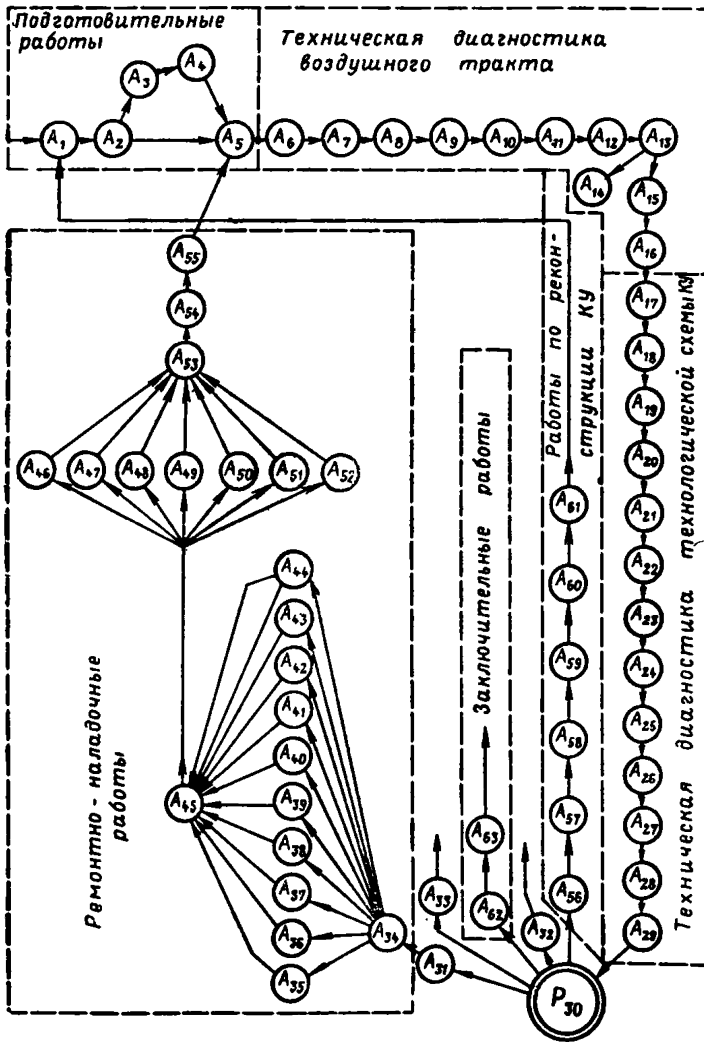 Подготовительные
работы
Техническая диагностика
воздушного тракта
A₁
A₂
A₃
A₄
A₅
A₆
A₇
A₈
A₉
A₁₀
A₁₁
A₁₂
A₁₃
A₁₄
A₁₅
A₁₆
A₁₇
A₁₈
A₁₉
A₂₀
A₂₁
A₂₂
A₂₃
A₂₄
A₂₅
A₂₆
A₂₇
A₂₈
A₂₉
Техническая диагностика технологической схемы КУ
Работы по рекон-
струкции КУ
A₆₁
A₆₀
A₅₉
A₅₈
A₅₇
A₅₆
Заключительные работы
A₆₃
A₆₂
A₃₃
A₃₂
A₃₁
P₃₀
Ремонтно-наладочные
работы
A₅₅
A₅₄
A₅₃
A₄₆
A₄₇
A₄₈
A₄₉
A₅₀
A₅₁
A₅₂
A₄₄
A₄₃
A₄₂
A₄₁
A₄₀
A₃₉
A₃₈
A₃₇
A₃₆
A₃₅
A₄₅
A₃₄